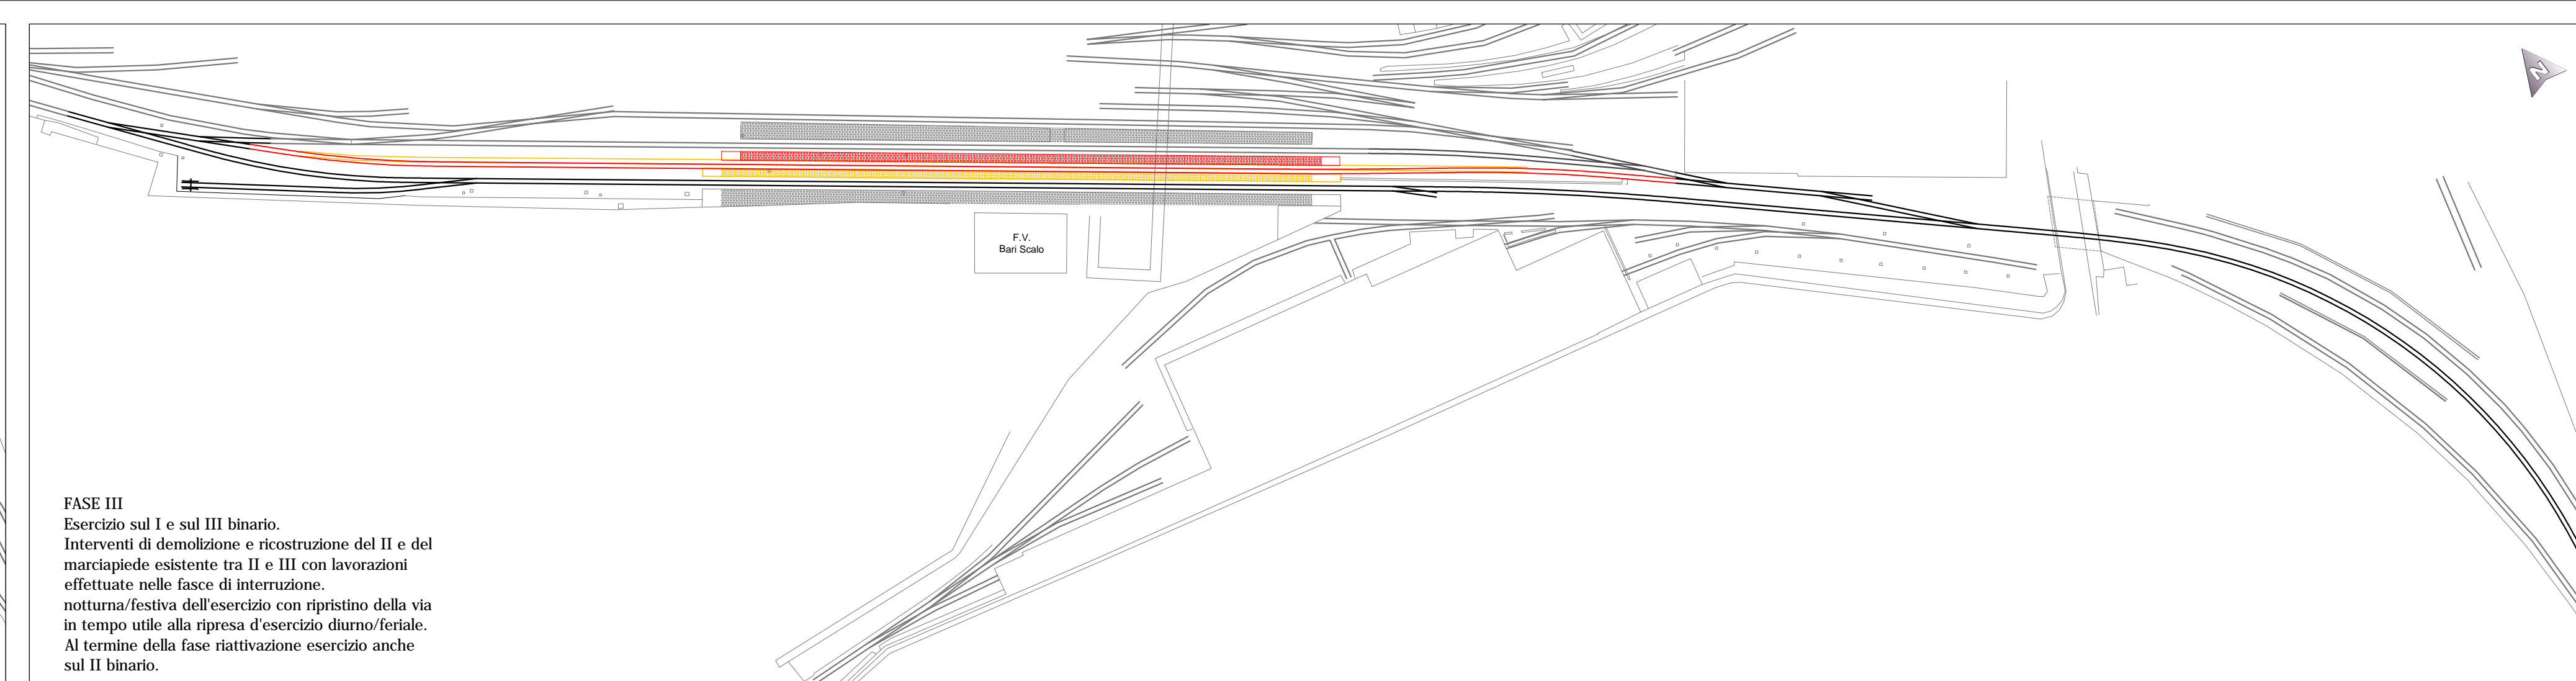 N
F.V.
Bari Scalo
FASE III
Esercizio sul I e sul III binario.
Interventi di demolizione e ricostruzione del II e del
marciapiede esistente tra II e III con lavorazioni
effettuate nelle fasce di interruzione.
notturna/festiva dell'esercizio con ripristino della via
in tempo utile alla ripresa d'esercizio diurno/feriale.
Al termine della fase riattivazione esercizio anche
sul II binario.